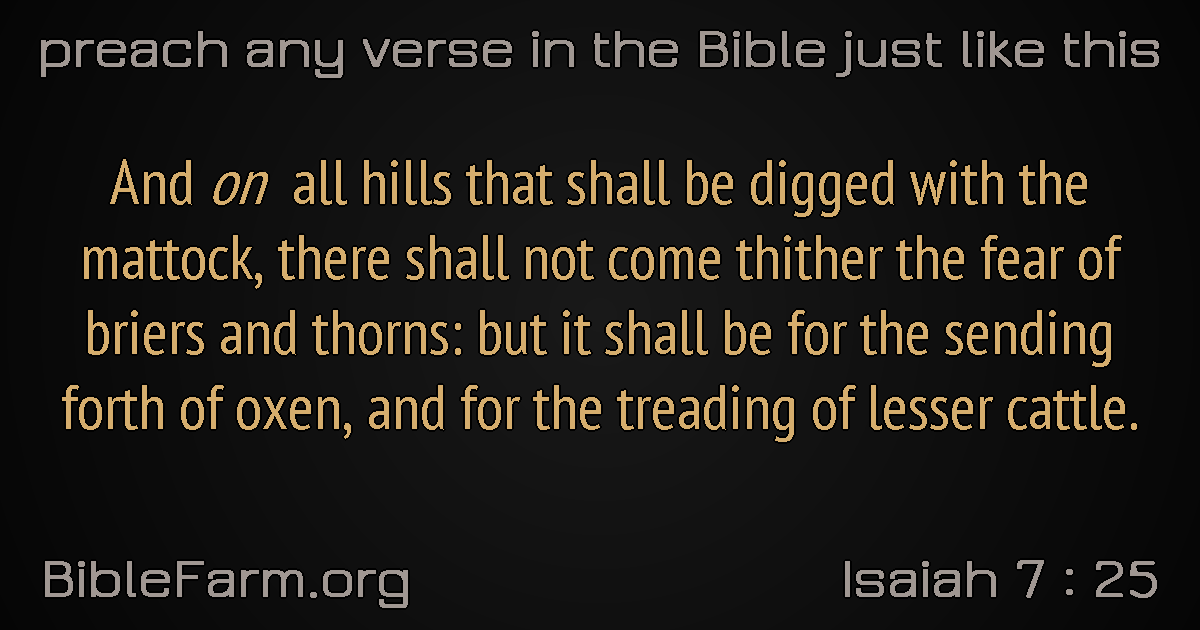 preach any verse in the Bible just like this
And on all hills that shall be digged with the
mattock, there shall not come thither the fear of
briers and thorns: but it shall be for the sending
forth of oxen, and for the treading of lesser cattle.
BibleFarm.org
Isaiah 7 : 25